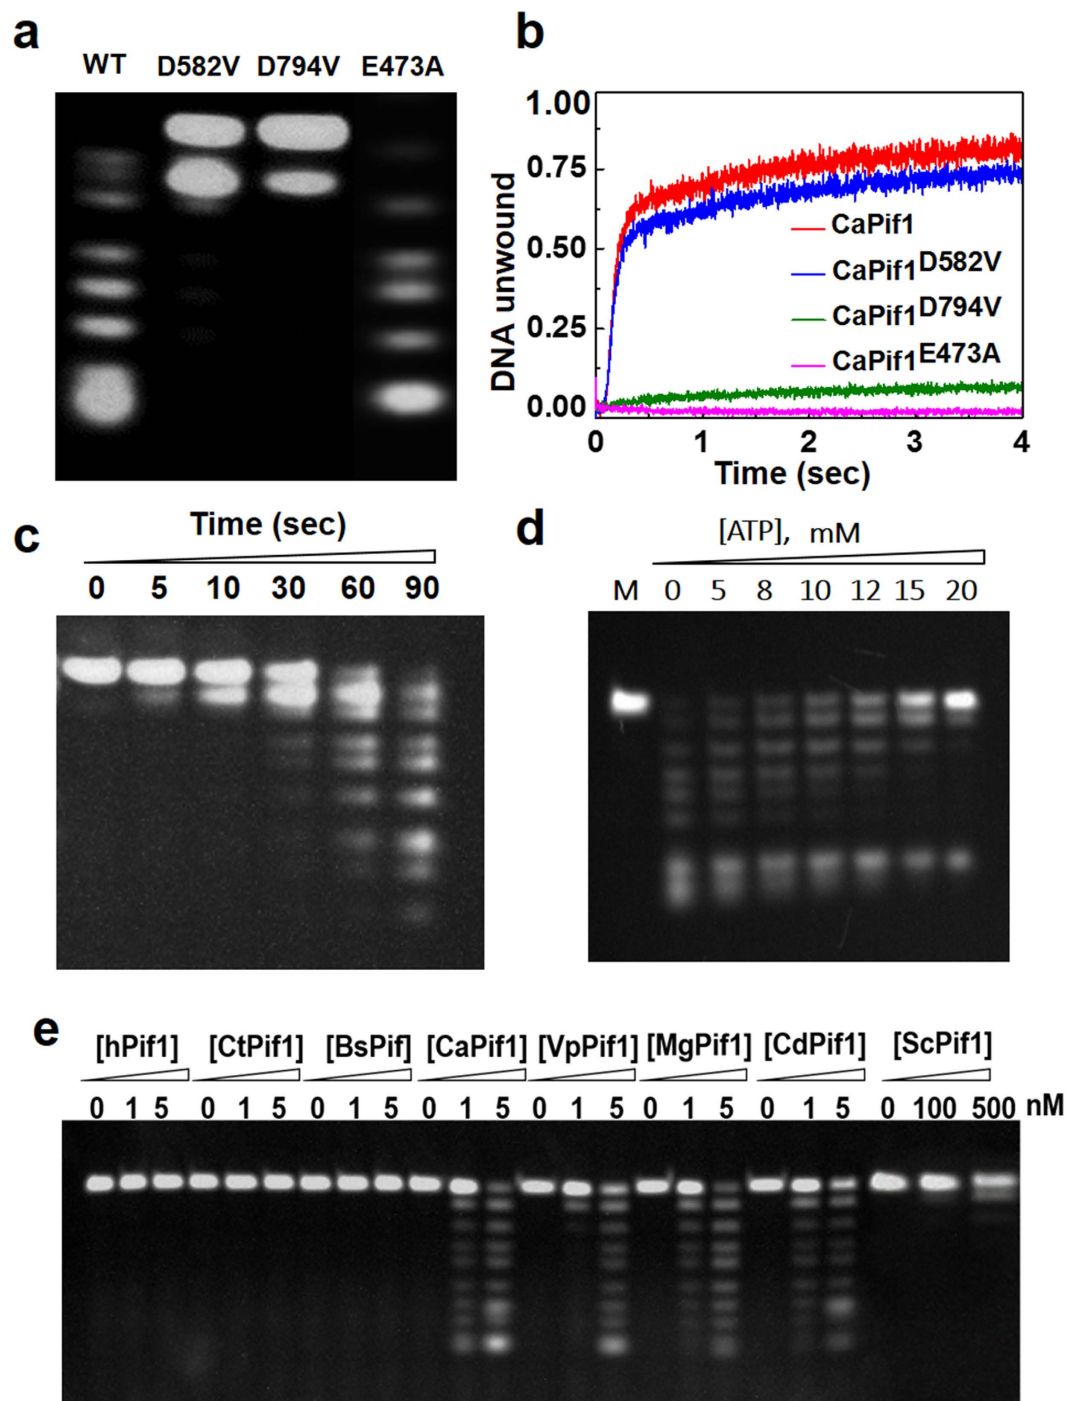 a
WT D582V D794V E473A
b
1.00
0.75
0.50
0.25
0.00
DNA unwound
CaPif1
CaPif1D582V
CaPif1D794V
CaPif1E473A
0 1 2 3 4
Time (sec)
c
Time (sec)
0 5 10 30 60 90
d
[ATP], mM
M 0 5 8 10 12 15 20
e
[hPif1] [CtPif1] [BsPif] [CaPif1] [VpPif1] [MgPif1] [CdPif1] [ScPif1]
0 1 5 0 1 5 0 1 5 0 1 5 0 1 5 0 1 5 0 1 5 0 100 500 nM